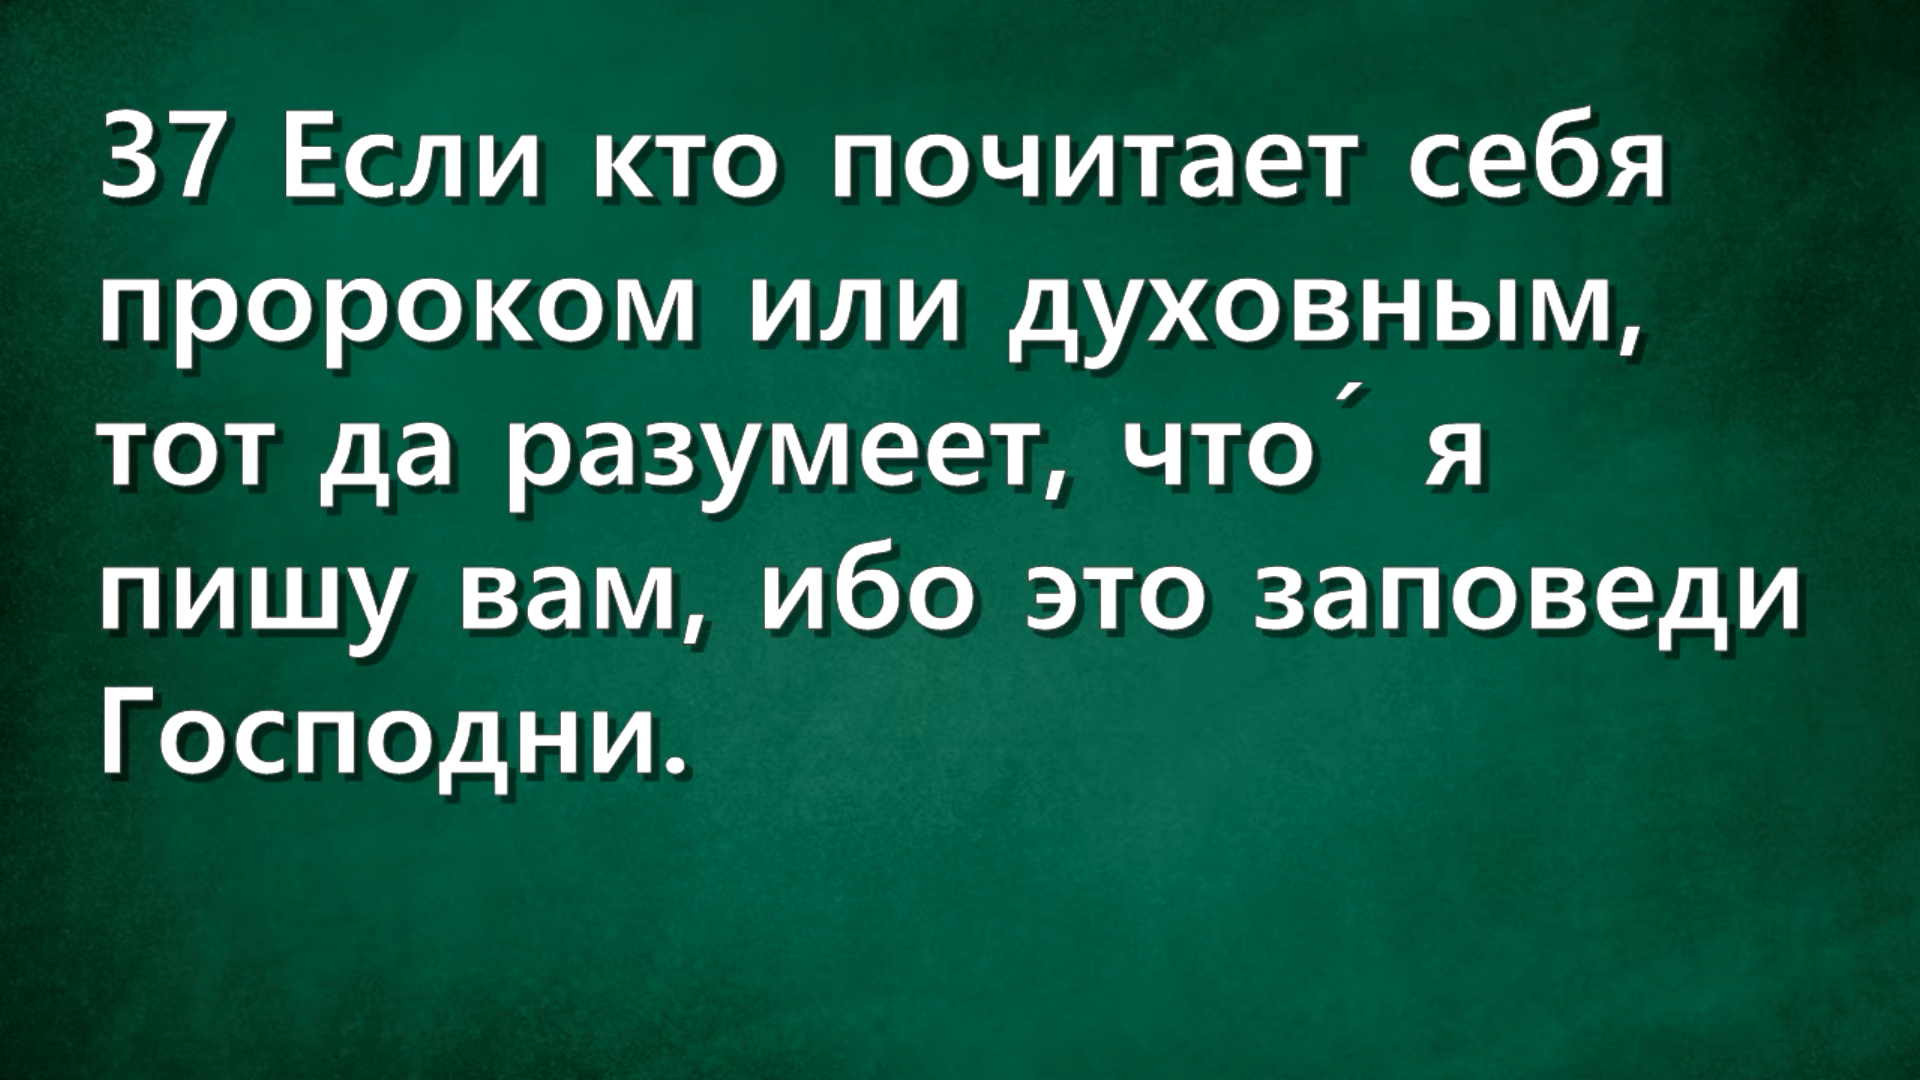 37 Если кто почитает себя
пророком или духовным,
тот да разумеет, что´ я
пишу вам, ибо это заповеди
Господни.